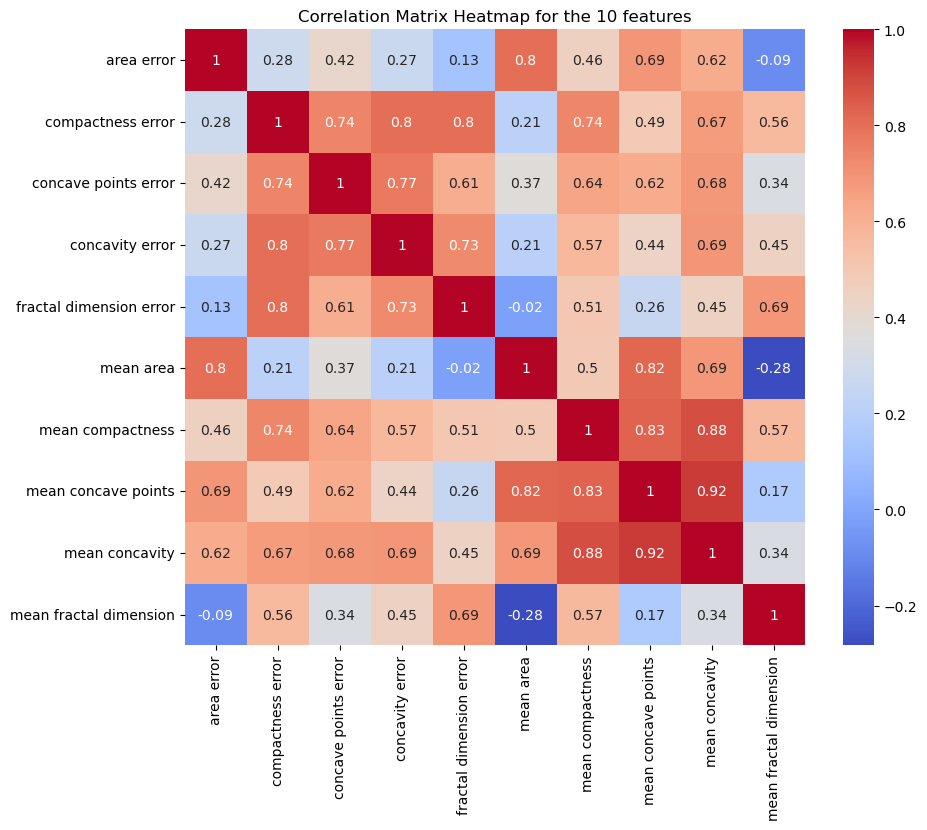 Correlation Matrix Heatmap for the 10 features
area error 1 0.28 0.42 0.27 0.13 0.8 0.46 0.69 0.62 -0.09
compactness error 0.28 1 0.74 0.8 0.8 0.21 0.74 0.49 0.67 0.56
concave points error 0.42 0.74 1 0.77 0.61 0.37 0.64 0.62 0.68 0.34
concavity error 0.27 0.8 0.77 1 0.73 0.21 0.57 0.44 0.69 0.45
fractal dimension error 0.13 0.8 0.61 0.73 1 -0.02 0.51 0.26 0.45 0.69
mean area 0.8 0.21 0.37 0.21 -0.02 1 0.5 0.82 0.69 -0.28
mean compactness 0.46 0.74 0.64 0.57 0.51 0.5 1 0.83 0.88 0.57
mean concave points 0.69 0.49 0.62 0.44 0.26 0.82 0.83 1 0.92 0.17
mean concavity 0.62 0.67 0.68 0.69 0.45 0.69 0.88 0.92 1 0.34
mean fractal dimension -0.09 0.56 0.34 0.45 0.69 -0.28 0.57 0.17 0.34 1
area error
compactness error
concave points error
concavity error
fractal dimension error
mean area
mean compactness
mean concave points
mean concavity
mean fractal dimension
1.0
0.8
0.6
0.4
0.2
0.0
−0.2